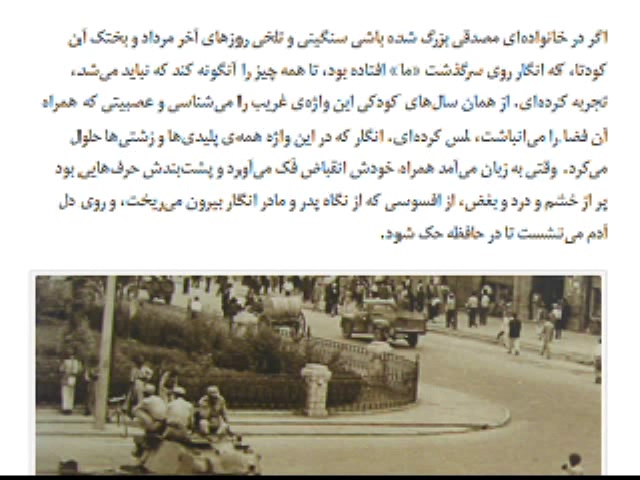 اگر در خانواده‌ای مصدقی بزرگ شده باشی سنگینی و تلخی روزهای آخر مرداد و بختک آن
کودتا، که انگار روی سرگذشت «ما» افتاده بود، تا همه چیز را آنگونه کند که نباید می‌شد،
تجربه کرده‌ای. از همان سال‌های کودکی این واژه‌ی غریب را می‌شناسی و عصبیتی که همراه
آن فضا را می‌انباشت، لمس کرده‌ای. انگار که در این واژه همه‌ی پلیدی‌ها و زشتی‌ها حلول
می‌کرد. وقتی به زبان می‌آمد همراه خودش انقباض فک می‌آورد و پشت‌بندش حرف‌هایی بود
پر از خشم و درد و بغض، از افسوسی که از نگاه پدر و مادر انگار بیرون می‌ریخت، و روی دل
آدم می‌نشست تا در حافظه حک شود.